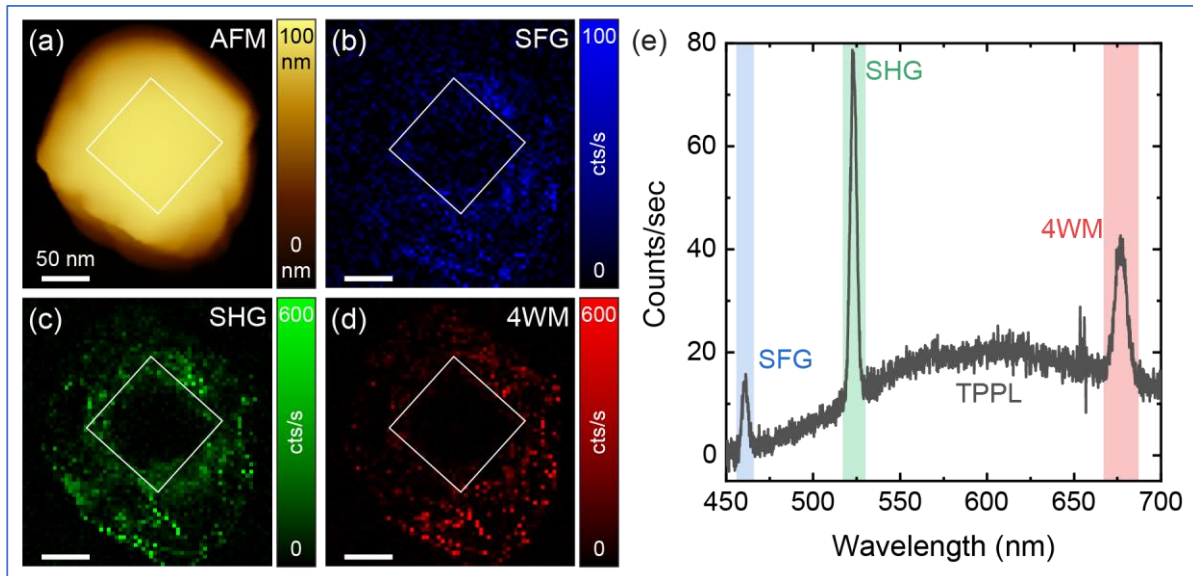 (a) AFM
100
nm
50 nm
0
nm
(b) SFG
100
cts/s
0
(c) SHG
600
cts/s
0
(d) 4WM
600
cts/s
0
(e)
80
60
40
20
0
Counts/sec
SHG
4WM
SFG
TPPL
450 500 550 600 650 700
Wavelength (nm)